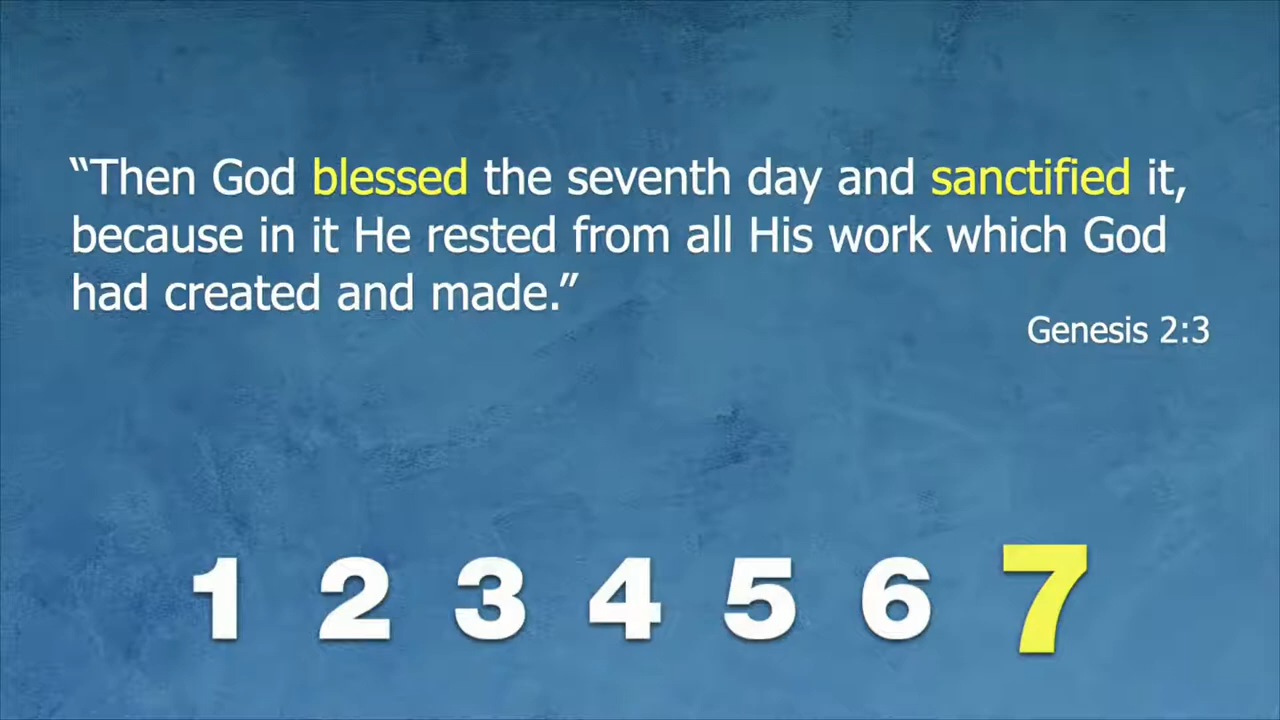 “Then God blessed the seventh day and sanctified it,
because in it He rested from all His work which God
had created and made.”
Genesis 2:3
1 2 3 4 5 6 7